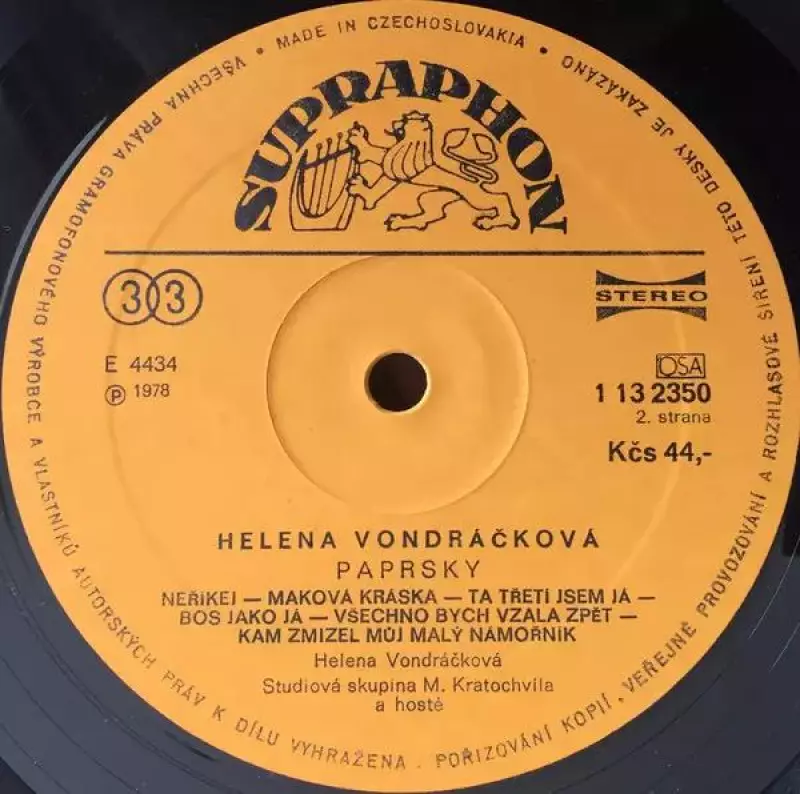 • MADE IN CZECHOSLOVAKIA •
SUPRAPHON
33
STEREO
E 4434
Ⓟ 1978
OSA
1 13 2350
2. strana
Kčs 44,-
HELENA VONDRÁČKOVÁ
PAPRSKY
NEŘÍKEJ — MAKOVÁ KRÁSKA — TA TŘETÍ JSEM JÁ —
BOS JAKO JÁ — VŠECHNO BYCH VZALA ZPĚT —
KAM ZMIZEL MŮJ MALÝ NÁMOŘNÍK
Helena Vondráčková
Studiová skupina M. Kratochvíla
a hosté
VŠECHNA PRÁVA GRAMOFONOVÉHO VÝROBCE A VLASTNÍKŮ AUTORSKÝCH PRÁV K DÍLU VYHRAŽENA . POŘIZOVÁNÍ KOPIÍ, VEŘEJNÉ PROVOZOVÁNÍ A ROZHLASOVÉ ŠÍŘENÍ TÉTO DESKY JE ZAKÁZÁNO